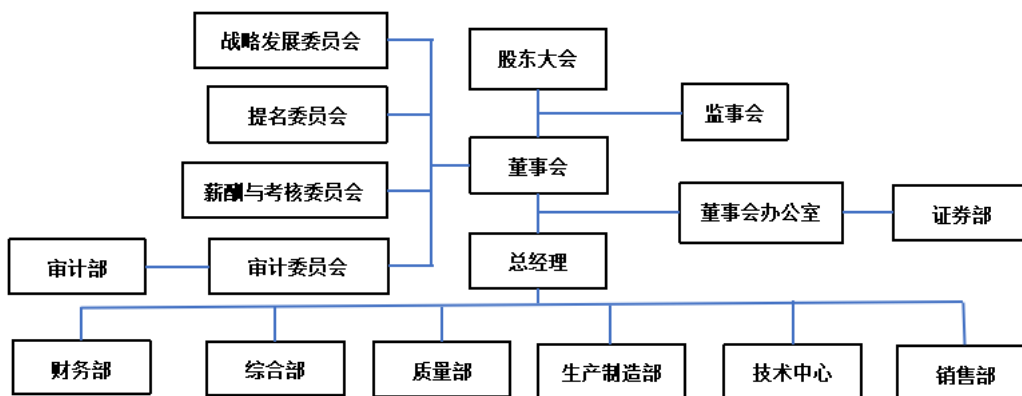 战略发展委员会
股东大会
提名委员会
监事会
董事会
薪酬与考核委员会
董事会办公室
证券部
审计部
审计委员会
总经理
财务部
综合部
质量部
生产制造部
技术中心
销售部